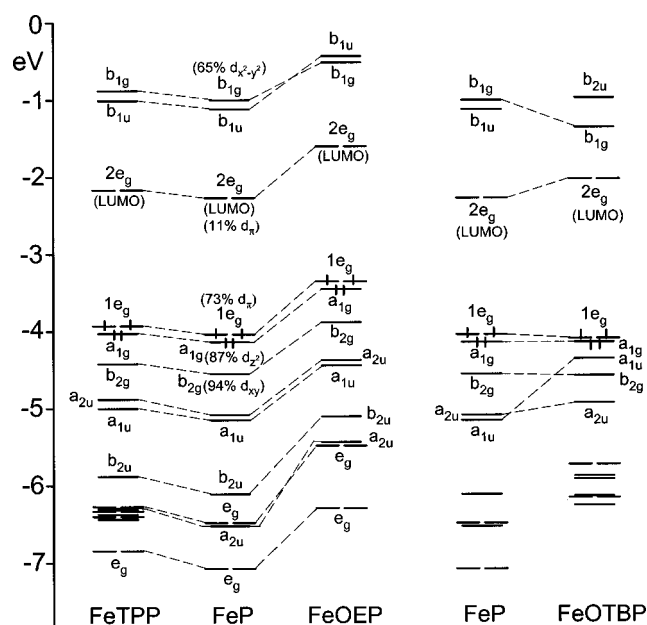 0
eV
-1
-2
-3
-4
-5
-6
-7
b1g
b1u
2eg
(LUMO)
1eg
a1g
b2g
a2u
a1u
b2u
eg
FeTPP
(65% dx²-y²)
b1g
b1u
2eg
(LUMO)
(11% dπ)
(73% dπ)
1eg
a1g (87% dz²)
b2g (94% dxy)
a1u
b2u
eg
a2u
eg
FeP
b1u
b1g
2eg
(LUMO)
1eg
a1g
b2g
a2u
a1u
b2u
a2u
eg
eg
FeOEP
b1g
b1u
2eg
(LUMO)
1eg
a1g
b2g
a2u
a1u
FeP
b2u
b1g
2eg
(LUMO)
1eg
a1g
a1u
b2g
a2u
FeOTBP